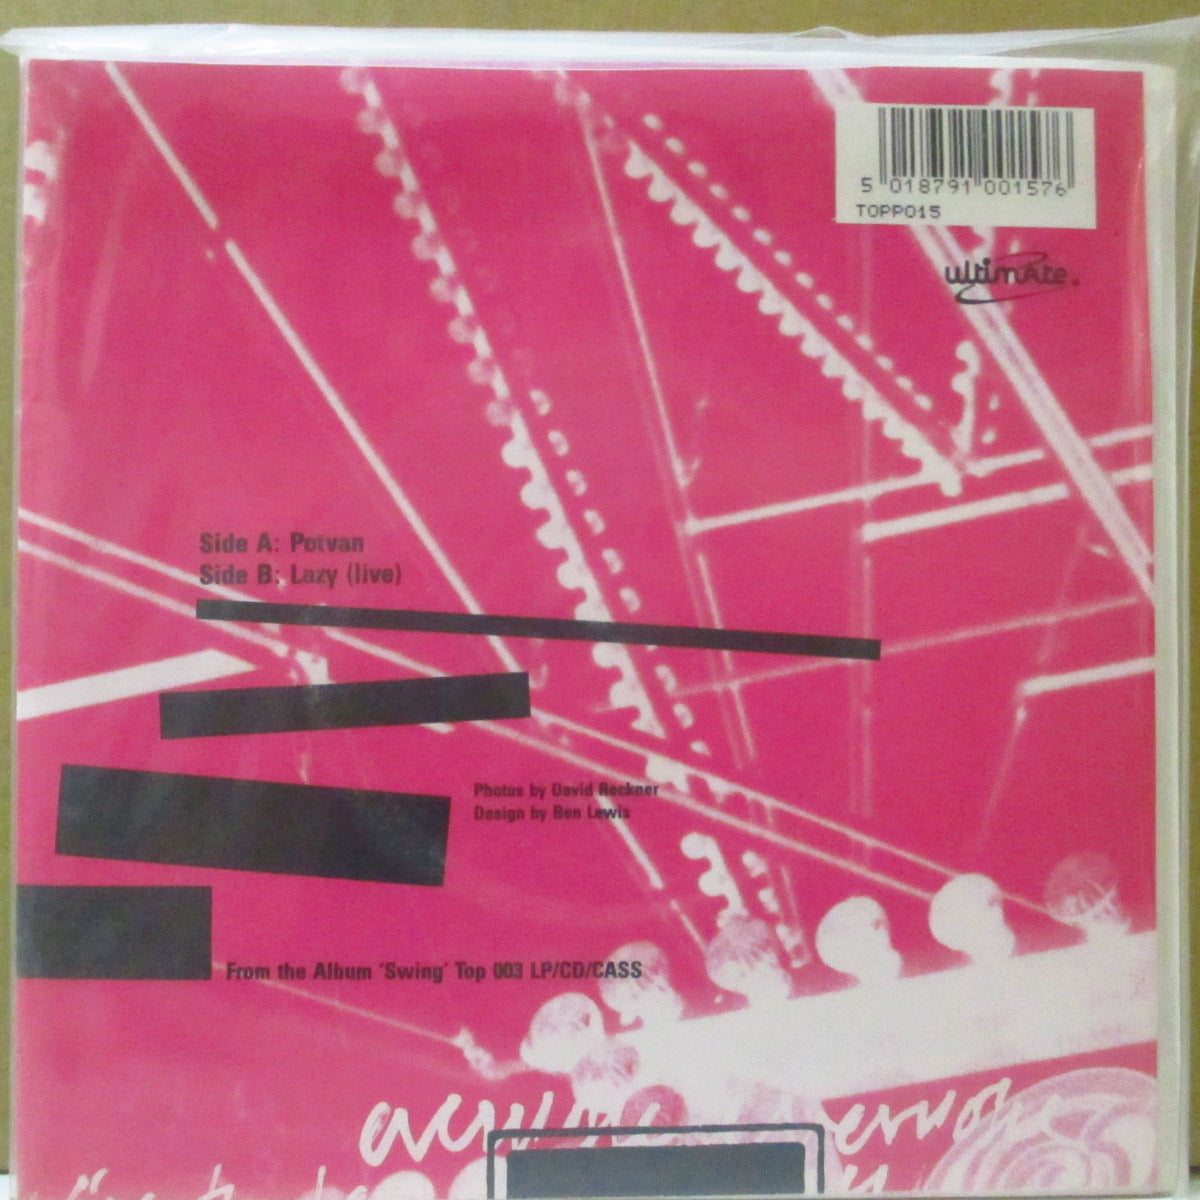 5 018791 001576
TOPP015
ultimate.
Side A: Potvan
Side B: Lazy (live)
Photos by David Reckner
Design by Ben Lewis
From the Album 'Swing' Top 003 LP/CD/CASS